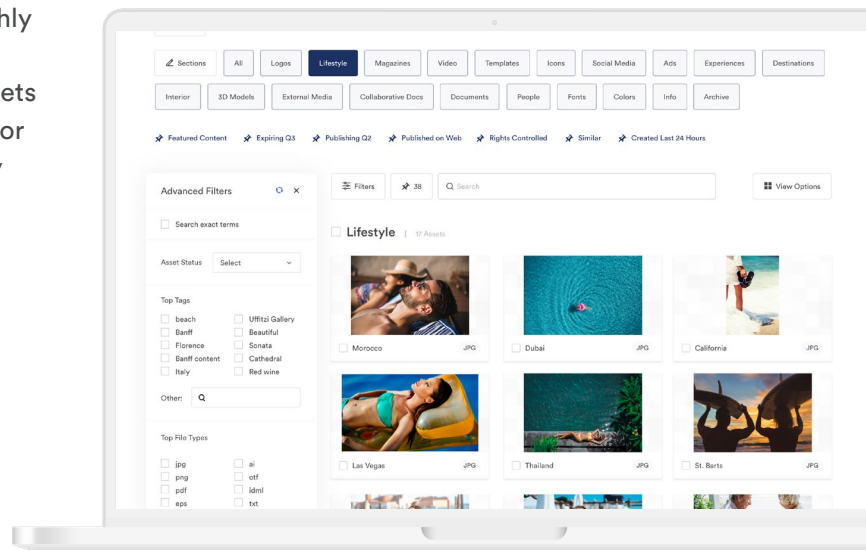 hly
ets
or
Sections All Logos Lifestyle Magazines Video Templates Icons Social Media Ads Experiences Destinations
Interior 3D Models External Media Collaborative Docs Documents People Fonts Colors Info Archive
Featured Content Expiring Q3 Publishing Q2 Published on Web Rights Controlled Similar Created Last 24 Hours
Advanced Filters
Search exact terms
Asset Status Select
Top Tags
beach Uffitzi Gallery
Banff Beautiful
Florence Sonata
Banff content Cathedral
Italy Red wine
Other:
Top File Types
jpg ai
png otf
pdf idml
eps txt
Filters 38 Search View Options
Lifestyle | 17 Assets
Morocco JPG Dubai JPG California JPG
Las Vegas JPG Thailand JPG St. Barts JPG